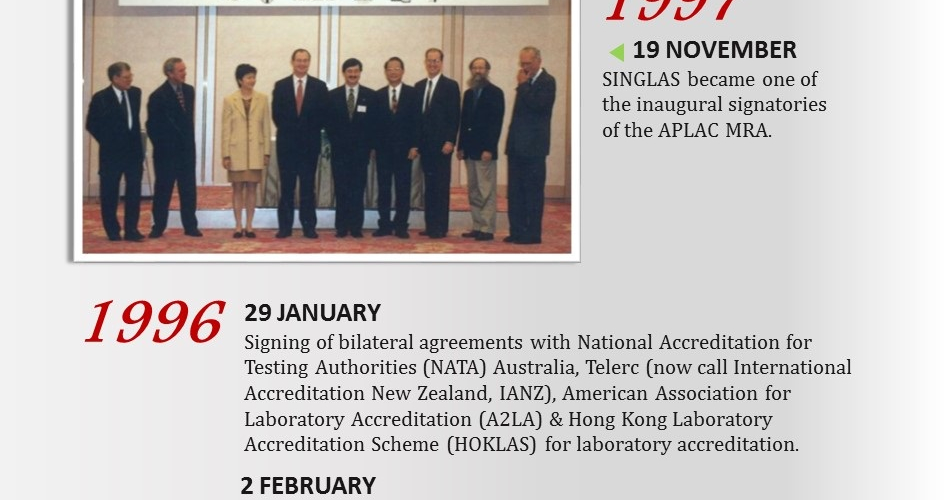 1997
19 NOVEMBER
SINGLAS became one of
the inaugural signatories
of the APLAC MRA.
1996
29 JANUARY
Signing of bilateral agreements with National Accreditation for
Testing Authorities (NATA) Australia, Telerc (now call International
Accreditation New Zealand, IANZ), American Association for
Laboratory Accreditation (A2LA) & Hong Kong Laboratory
Accreditation Scheme (HOKLAS) for laboratory accreditation.
2 FEBRUARY